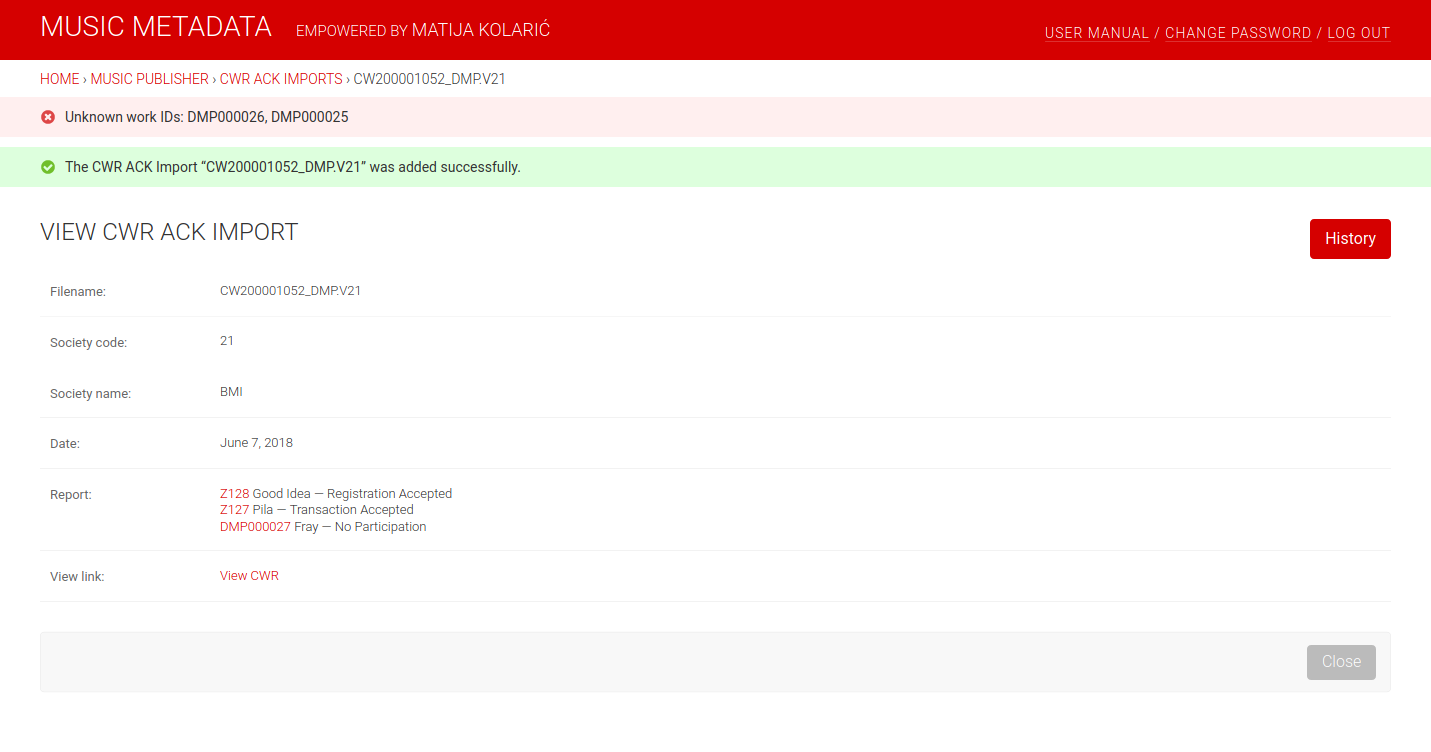 MUSIC METADATA EMPOWERED BY MATIJA KOLARIĆ USER MANUAL / CHANGE PASSWORD / LOG OUT
HOME › MUSIC PUBLISHER › CWR ACK IMPORTS › CW200001052_DMP.V21
Unknown work IDs: DMP000026, DMP000025
The CWR ACK Import “CW200001052_DMP.V21” was added successfully.
VIEW CWR ACK IMPORT History
Filename: CW200001052_DMP.V21
Society code: 21
Society name: BMI
Date: June 7, 2018
Report: Z128 Good Idea — Registration Accepted
Z127 Pila — Transaction Accepted
DMP000027 Fray — No Participation
View link: View CWR
Close